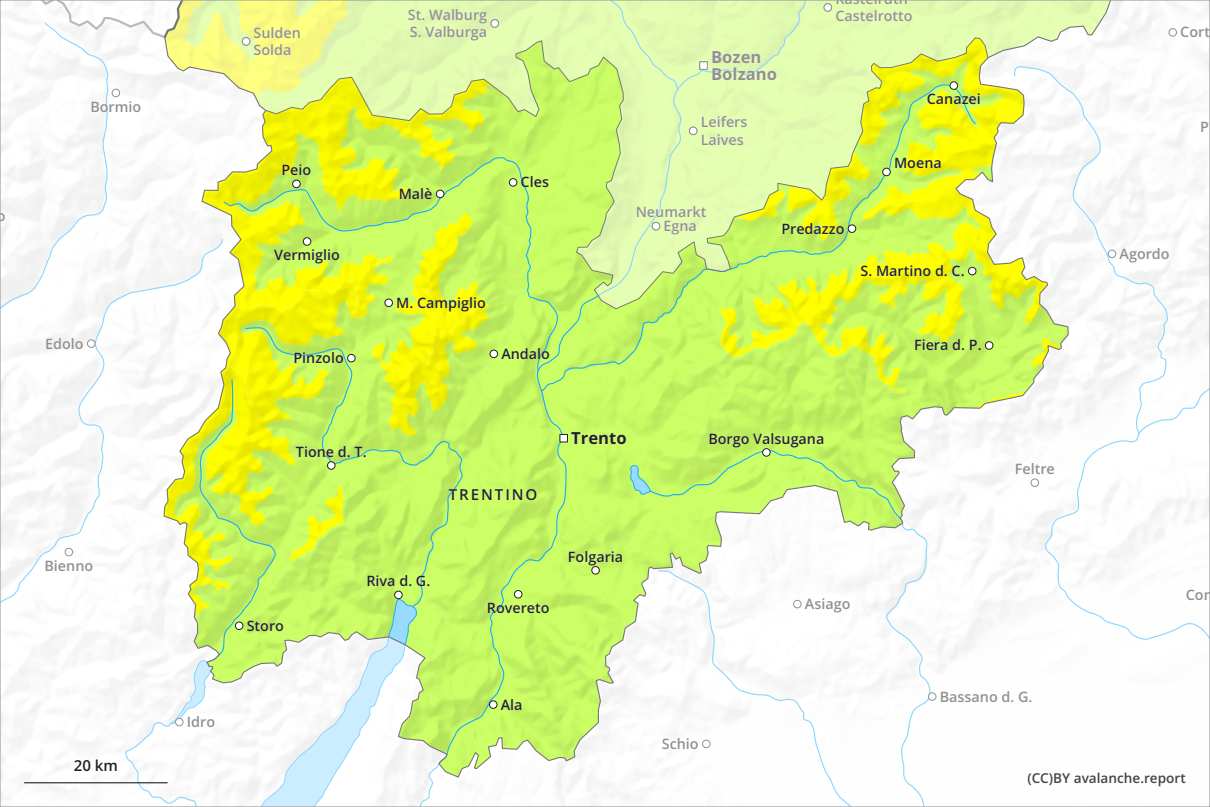 Kastelruth
Castelrotto
St. Walburg
S. Valburga
Sulden
Solda
Cort
Bozen
Bolzano
Bormio
Canazei
Leifers
Laives
P
Moena
Peio
Malè
Cles
Neumarkt
Egna
Predazzo
Vermiglio
Agordo
S. Martino d. C.
M. Campiglio
Edolo
Pinzolo
Andalo
Fiera d. P.
Trento
Borgo Valsugana
Tione d. T.
Feltre
TRENTINO
Bienno
Folgaria
Riva d. G.
Cor
Rovereto
Asiago
Storo
Bassano d. G.
Ala
Idro
Schio
20 km
(CC)BY avalanche.report